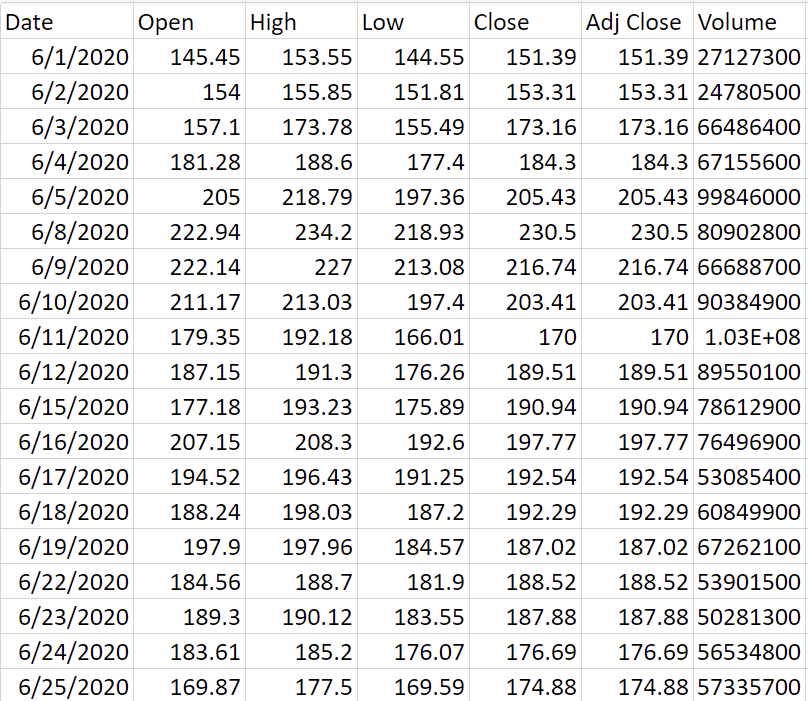 Date Open High Low Close Adj Close Volume
6/1/2020 145.45 153.55 144.55 151.39 151.39 27127300
6/2/2020 154 155.85 151.81 153.31 153.31 24780500
6/3/2020 157.1 173.78 155.49 173.16 173.16 66486400
6/4/2020 181.28 188.6 177.4 184.3 184.3 67155600
6/5/2020 205 218.79 197.36 205.43 205.43 99846000
6/8/2020 222.94 234.2 218.93 230.5 230.5 80902800
6/9/2020 222.14 227 213.08 216.74 216.74 66688700
6/10/2020 211.17 213.03 197.4 203.41 203.41 90384900
6/11/2020 179.35 192.18 166.01 170 170 1.03E+08
6/12/2020 187.15 191.3 176.26 189.51 189.51 89550100
6/15/2020 177.18 193.23 175.89 190.94 190.94 78612900
6/16/2020 207.15 208.3 192.6 197.77 197.77 76496900
6/17/2020 194.52 196.43 191.25 192.54 192.54 53085400
6/18/2020 188.24 198.03 187.2 192.29 192.29 60849900
6/19/2020 197.9 197.96 184.57 187.02 187.02 67262100
6/22/2020 184.56 188.7 181.9 188.52 188.52 53901500
6/23/2020 189.3 190.12 183.55 187.88 187.88 50281300
6/24/2020 183.61 185.2 176.07 176.69 176.69 56534800
6/25/2020 169.87 177.5 169.59 174.88 174.88 57335700